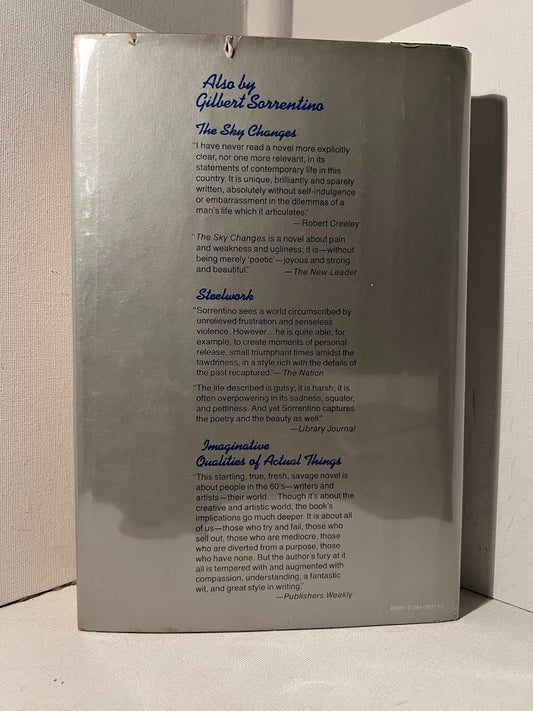 Also by
Gilbert Sorrentino
The Sky Changes
"I have never read a novel more explicitly
clear, nor one more relevant, in its
statements of contemporary life in this
country. It is unique, brilliantly and sparely
written, absolutely without self-indulgence
or embarrassment in the dilemmas of a
man's life which it articulates."
—Robert Creeley
"The Sky Changes is a novel about pain
and weakness and ugliness; it is—without
being merely 'poetic'—joyous and strong
and beautiful." —The New Leader
Steelwork
"Sorrentino sees a world circumscribed by
unrelieved frustration and senseless
violence. However...he is quite able, for
example, to create moments of personal
release, small triumphant times amidst the
tawdriness, in a style rich with the details of
the past recaptured."—The Nation
"The life described is gutsy; it is harsh; it is
often overpowering in its sadness, squalor,
and pettiness. And yet Sorrentino captures
the poetry and the beauty as well."
—Library Journal
Imaginative
Qualities of Actual Things
"This startling, true, fresh, savage novel is
about people in the 60's—writers and
artists—their world....Though it's about the
creative and artistic world, the book's
implications go much deeper. It is about all
of us—those who try and fail, those who
sell out, those who are mediocre, those
who are diverted from a purpose, those
who have none. But the author's fury at it
all is tempered with and augmented with
compassion, understanding, a fantastic
wit, and great style in writing."
—Publishers Weekly
ISBN: